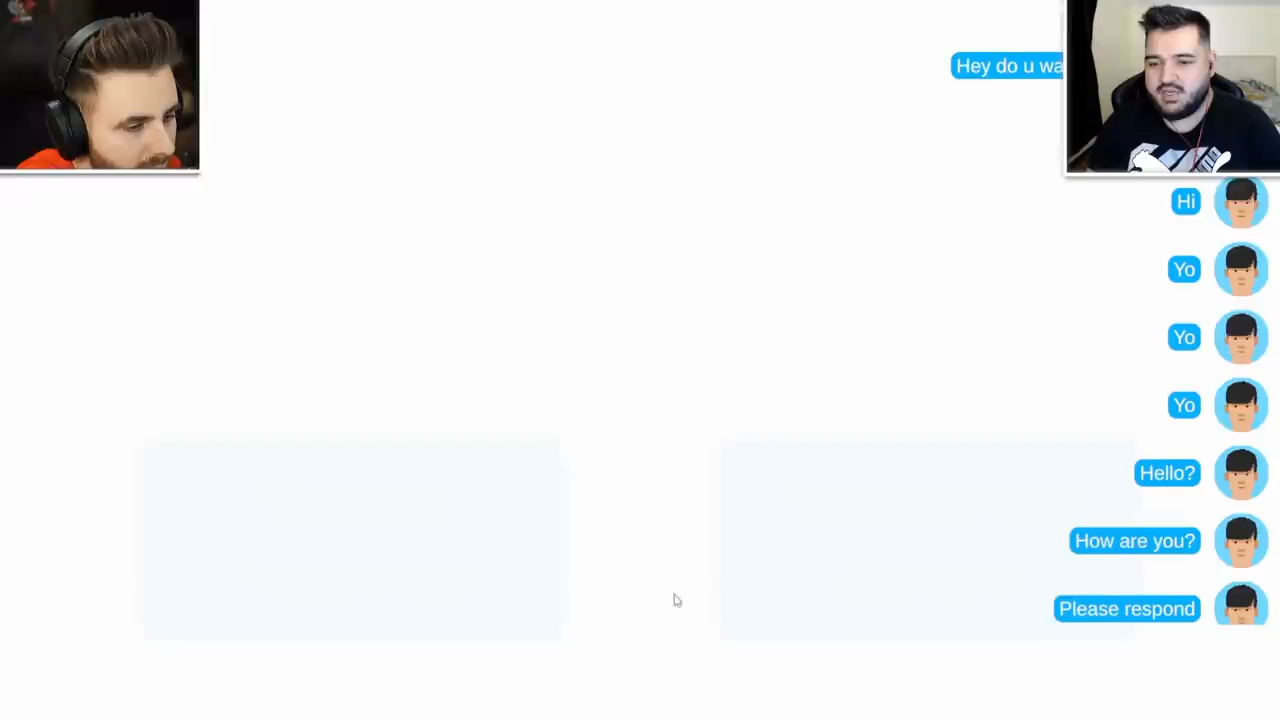 Hey do u wa
Hi
Yo
Yo
Yo
Hello?
How are you?
Please respond